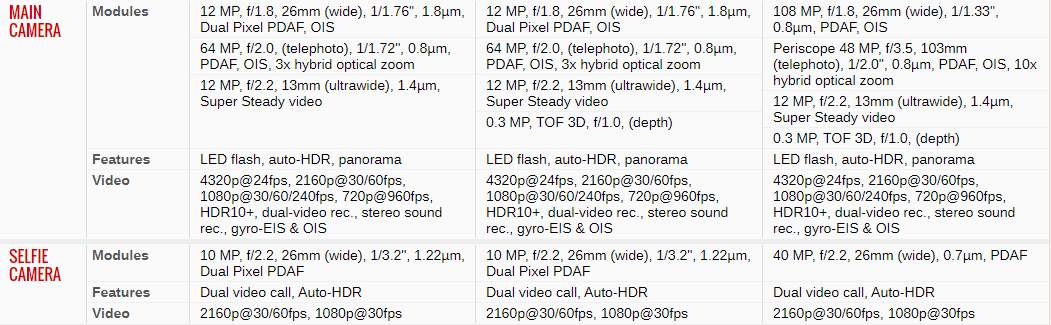 MAIN
CAMERA
Modules
12 MP, f/1.8, 26mm (wide), 1/1.76", 1.8µm,
Dual Pixel PDAF, OIS
64 MP, f/2.0, (telephoto), 1/1.72", 0.8µm,
PDAF, OIS, 3x hybrid optical zoom
12 MP, f/2.2, 13mm (ultrawide), 1.4µm,
Super Steady video
12 MP, f/1.8, 26mm (wide), 1/1.76", 1.8µm,
Dual Pixel PDAF, OIS
64 MP, f/2.0, (telephoto), 1/1.72", 0.8µm,
PDAF, OIS, 3x hybrid optical zoom
12 MP, f/2.2, 13mm (ultrawide), 1.4µm,
Super Steady video
0.3 MP, TOF 3D, f/1.0, (depth)
108 MP, f/1.8, 26mm (wide), 1/1.33",
0.8µm, PDAF, OIS
Periscope 48 MP, f/3.5, 103mm
(telephoto), 1/2.0", 0.8µm, PDAF, OIS, 10x
hybrid optical zoom
12 MP, f/2.2, 13mm (ultrawide), 1.4µm,
Super Steady video
0.3 MP, TOF 3D, f/1.0, (depth)
Features
LED flash, auto-HDR, panorama
LED flash, auto-HDR, panorama
LED flash, auto-HDR, panorama
Video
4320p@24fps, 2160p@30/60fps,
1080p@30/60/240fps, 720p@960fps,
HDR10+, dual-video rec., stereo sound
rec., gyro-EIS & OIS
4320p@24fps, 2160p@30/60fps,
1080p@30/60/240fps, 720p@960fps,
HDR10+, dual-video rec., stereo sound
rec., gyro-EIS & OIS
4320p@24fps, 2160p@30/60fps,
1080p@30/60/240fps, 720p@960fps,
HDR10+, dual-video rec., stereo sound
rec., gyro-EIS & OIS
SELFIE
CAMERA
Modules
10 MP, f/2.2, 26mm (wide), 1/3.2", 1.22µm,
Dual Pixel PDAF
10 MP, f/2.2, 26mm (wide), 1/3.2", 1.22µm,
Dual Pixel PDAF
40 MP, f/2.2, 26mm (wide), 0.7µm, PDAF
Features
Dual video call, Auto-HDR
Dual video call, Auto-HDR
Dual video call, Auto-HDR
Video
2160p@30/60fps, 1080p@30fps
2160p@30/60fps, 1080p@30fps
2160p@30/60fps, 1080p@30fps